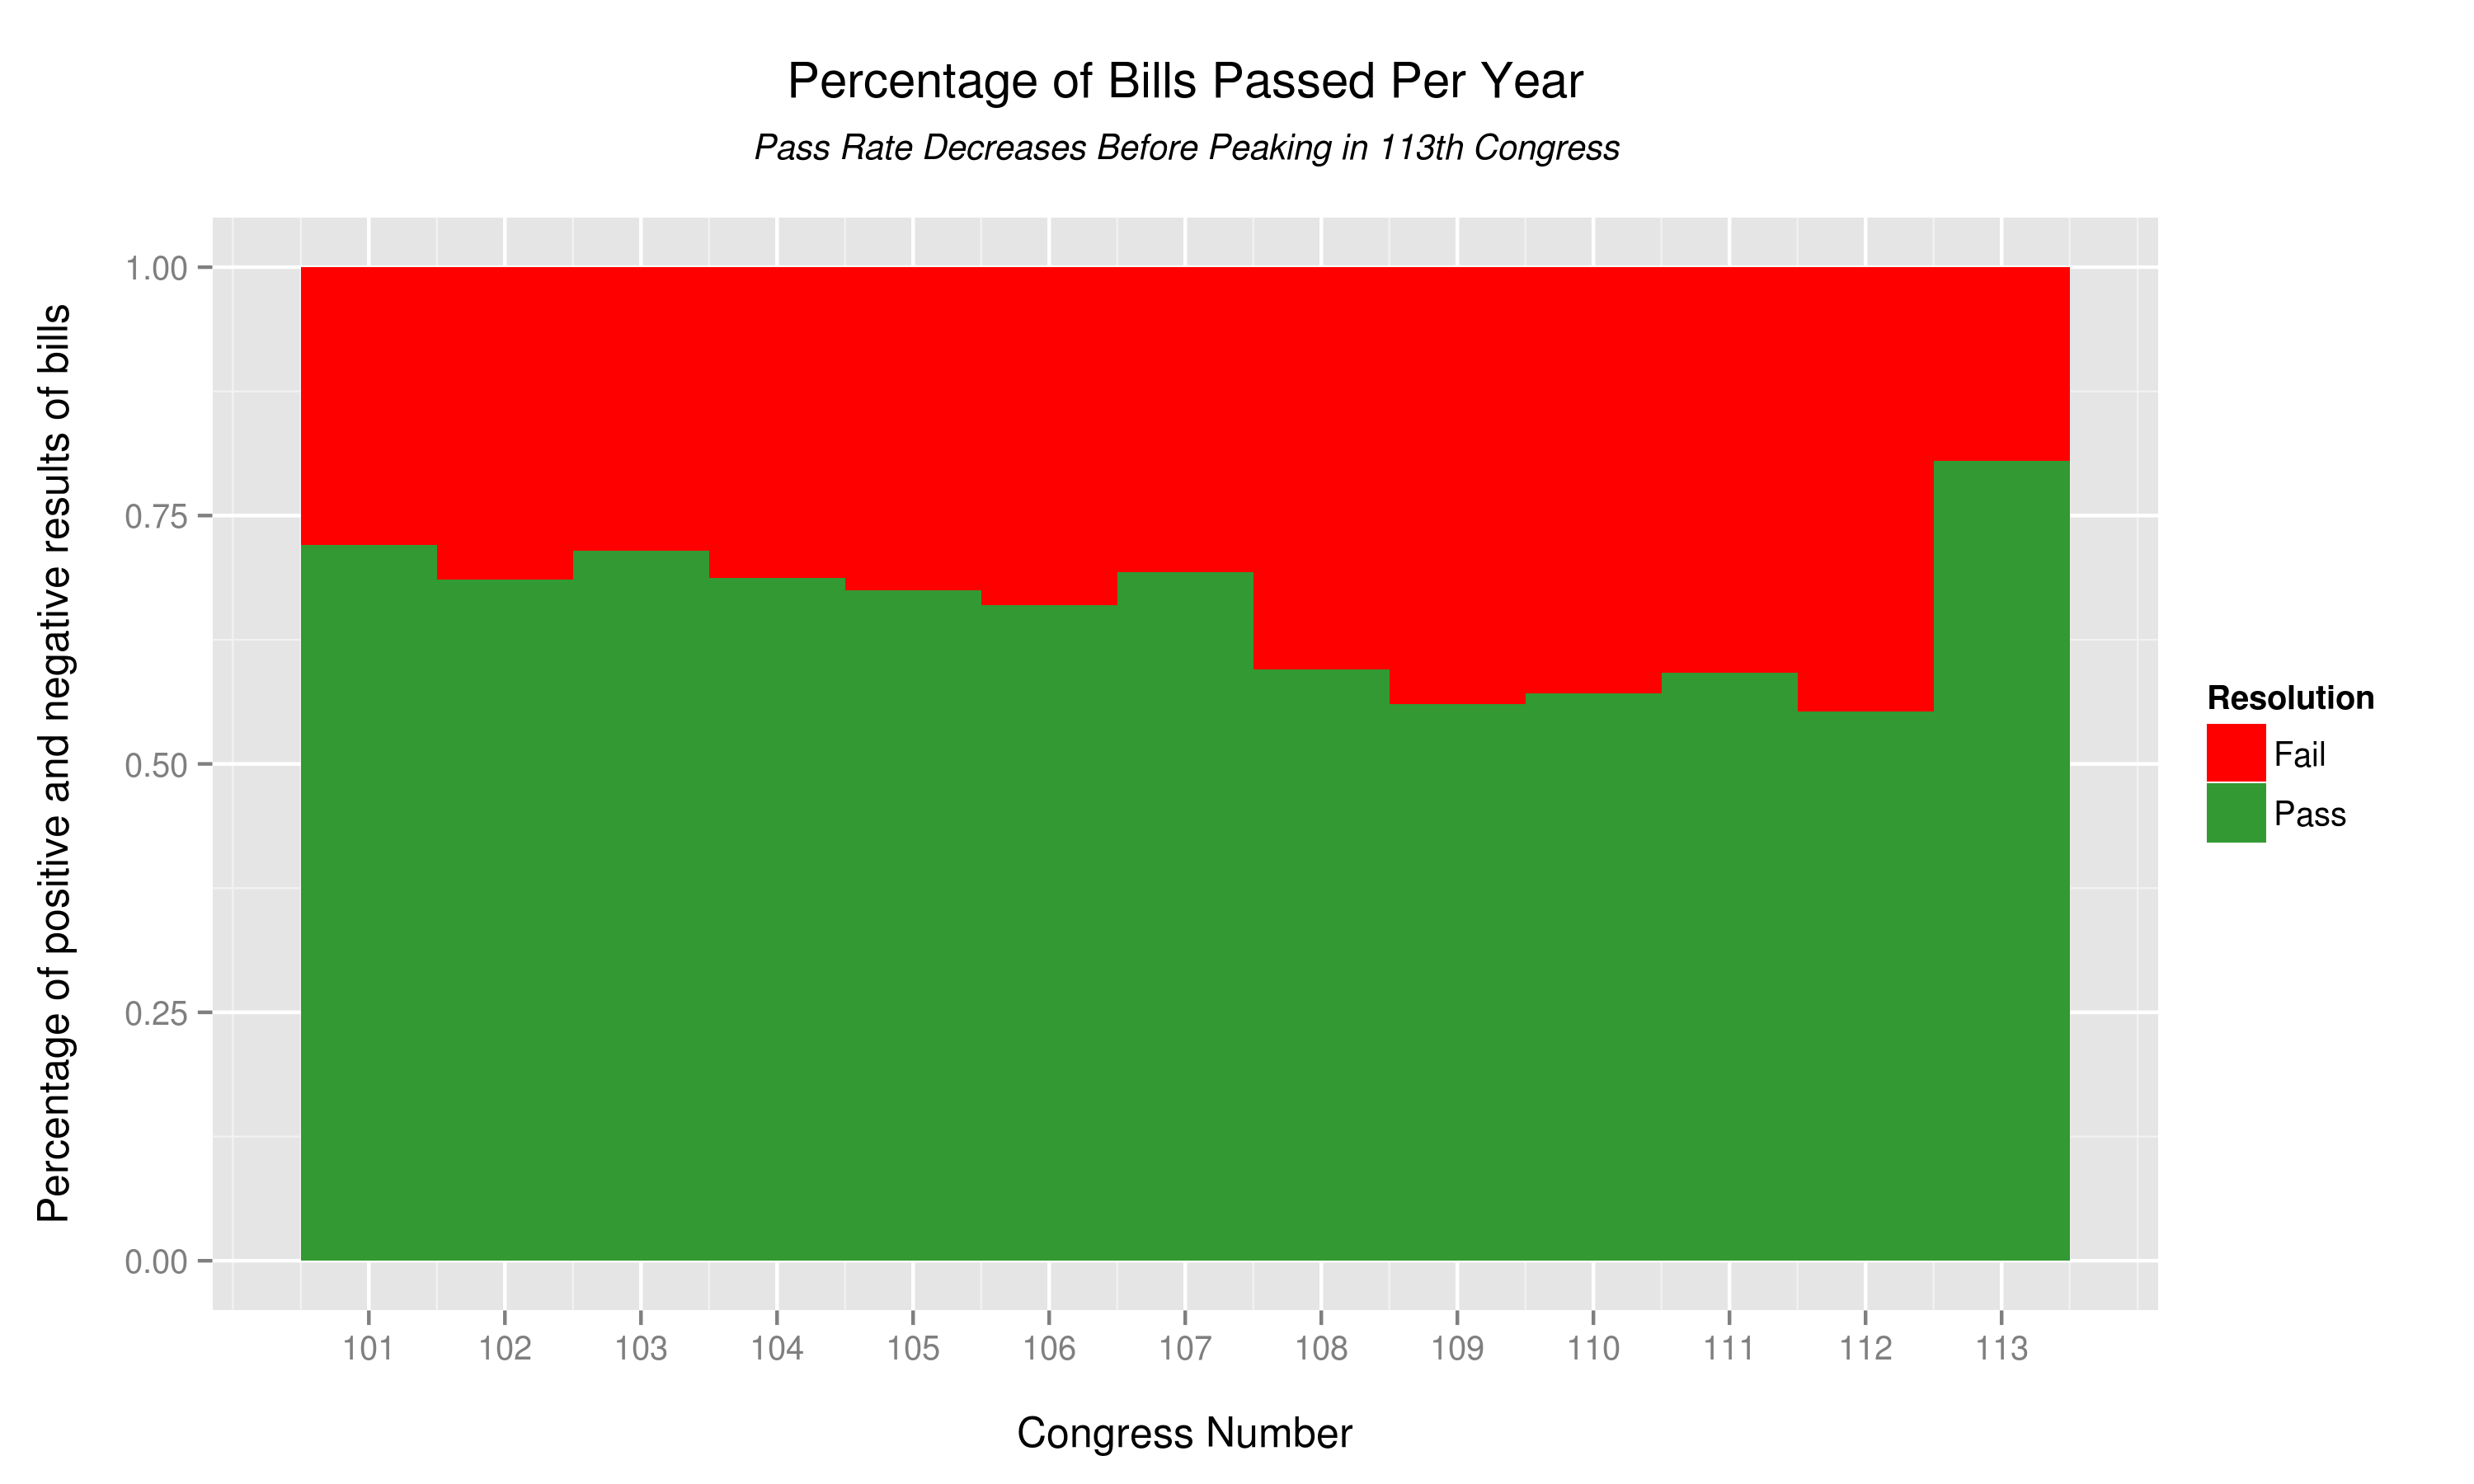 Percentage of Bills Passed Per Year
Pass Rate Decreases Before Peaking in 113th Congress
Percentage of positive and negative results of bills
1.00
0.75
0.50
0.25
0.00
101 102 103 104 105 106 107 108 109 110 111 112 113
Congress Number
Resolution
Fail
Pass